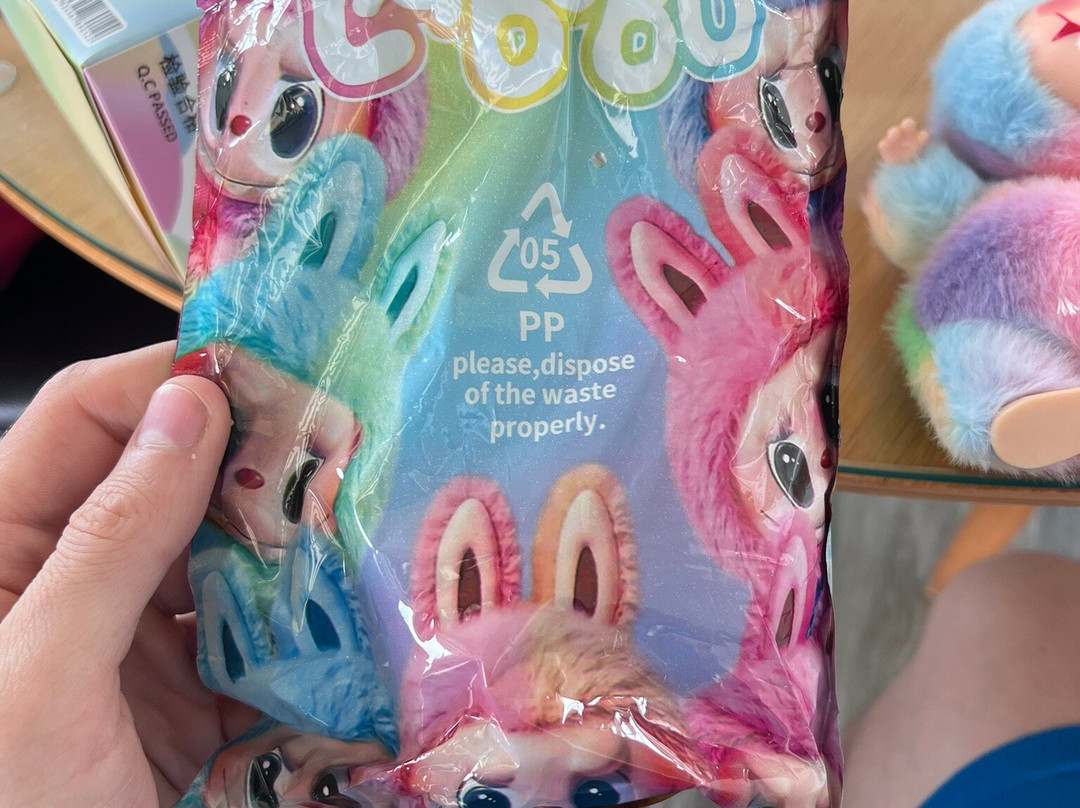 检验合格
Q.C PASSED
05
PP
please,dispose
of the waste
properly.